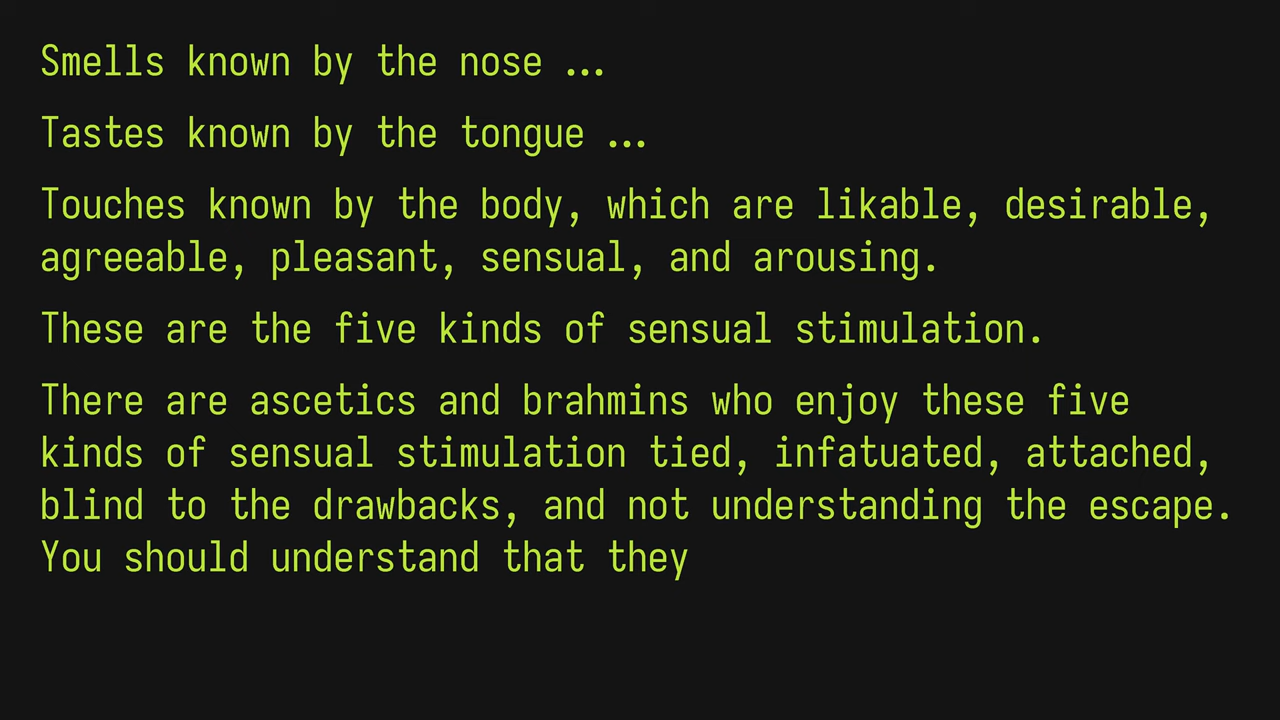 Smells known by the nose …
Tastes known by the tongue …
Touches known by the body, which are likable, desirable,
agreeable, pleasant, sensual, and arousing.
These are the five kinds of sensual stimulation.
There are ascetics and brahmins who enjoy these five
kinds of sensual stimulation tied, infatuated, attached,
blind to the drawbacks, and not understanding the escape.
You should understand that they